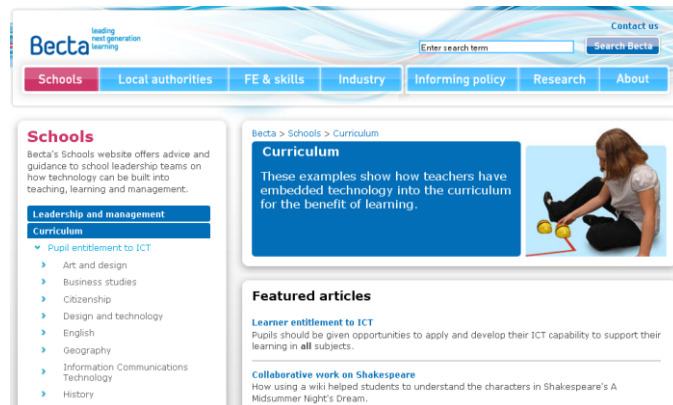 Contact us
Becta
leading
next generation
learning
Enter search term
Search Becta
Schools
Local authorities
FE & skills
Industry
Informing policy
Research
About
Schools
Becta's Schools website offers advice and
guidance to school leadership teams on
how technology can be built into
teaching, learning and management.
Leadership and management
Curriculum
Pupil entitlement to ICT
Art and design
Business studies
Citizenship
Design and technology
English
Geography
Information Communications
Technology
History
Becta > Schools > Curriculum
Curriculum
These examples show how teachers have
embedded technology into the curriculum
for the benefit of learning.
Featured articles
Learner entitlement to ICT
Pupils should be given opportunities to apply and develop their ICT capability to support their
learning in all subjects.
Collaborative work on Shakespeare
How using a wiki helped students to understand the characters in Shakespeare's A
Midsummer Night's Dream.